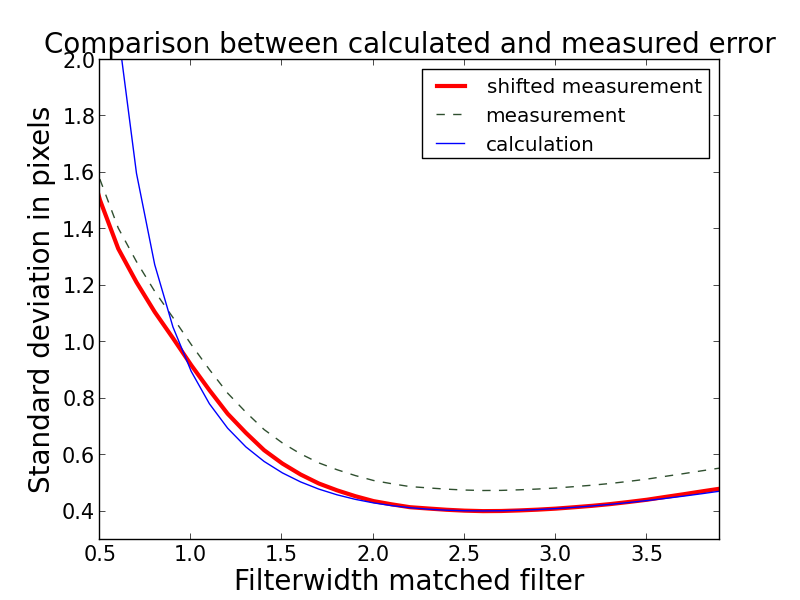 Comparison between calculated and measured error
shifted measurement
measurement
calculation
Standard deviation in pixels
2.0
1.8
1.6
1.4
1.2
1.0
0.8
0.6
0.4
0.5 1.0 1.5 2.0 2.5 3.0 3.5
Filterwidth matched filter